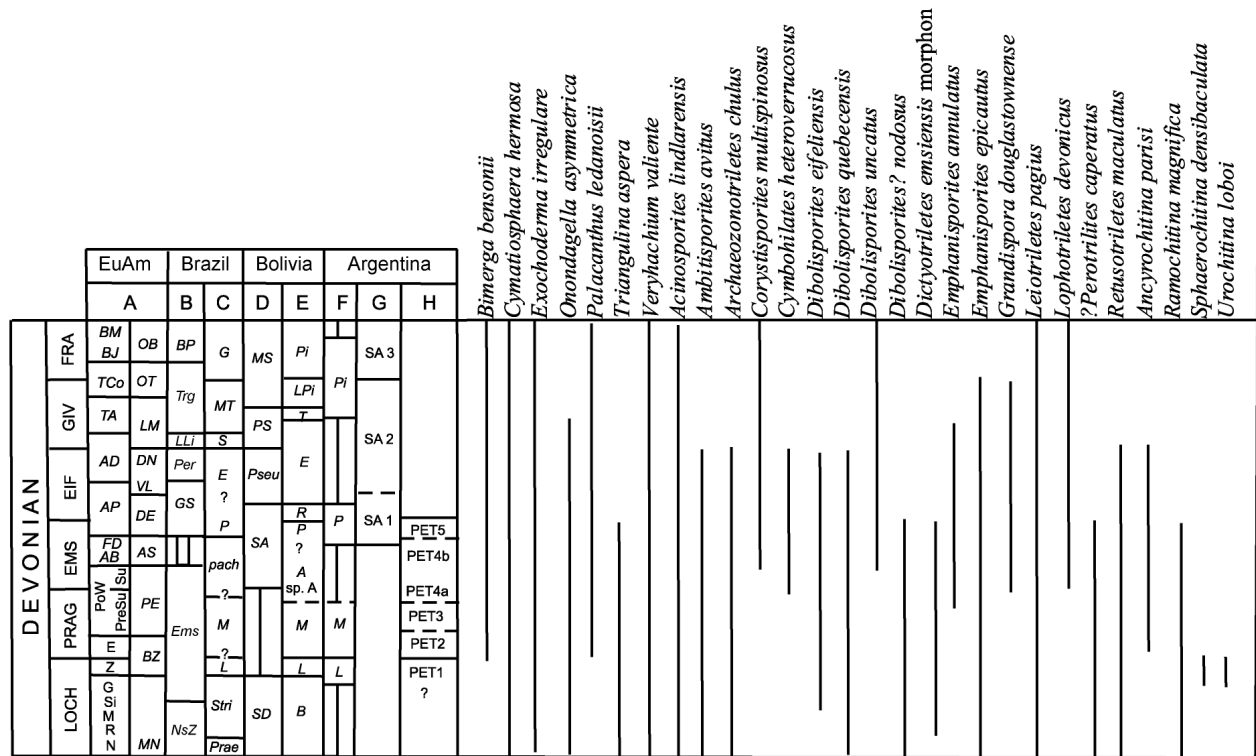 Bimerga bensonii
Cymatiosphaera hermosa
Exochoderma irregulare
Onondagella asymmetrica
Palacanthus ledanoisii
Triangulina aspera
Veryhachium valiente
Acinosporites lindlarensis
Ambitisporites avitus
Archaeozonotriletes chulus
Corystisporites multispinosus
Cymbohilates heteroverrucosus
Dibolisporites eifeliensis
Dibolisporites quebecensis
Dibolisporites uncatus
Dibolisporites? nodosus
Dictyotriletes emsiensis morphon
Emphanisporites annulatus
Emphanisporites epicautus
Grandispora douglastownense
Leiotriletes pagius
Lophotriletes devonicus
?Perotrilites caperatus
Retusotriletes maculatus
Ancyrochitina parisi
Ramochitina magnifica
Sphaerochitina densibaculata
Urochitina loboi
EuAm Brazil Bolivia Argentina
A B C D E F G H
DEVONIAN
FRA
GIV
EIF
EMS
PRAG
LOCH
BM
BJ
TCo
TA
AD
AP
FD
AB
PoW
Su
PreSu
E
Z
G
Si
M
R
N
OB
OT
LM
DN
VL
DE
AS
PE
BZ
MN
BP
Trg
LLi
Per
GS
Ems
NsZ
G
MT
S
E
?
P
pach
?
M
?
L
Stri
Prae
MS
PS
Pseu
SA
SD
Pi
LPi
T
E
R
P
?
A
sp. A
M
L
B
Pi
P
M
L
SA 3
SA 2
SA 1
PET5
PET4b
PET4a
PET3
PET2
PET1
?